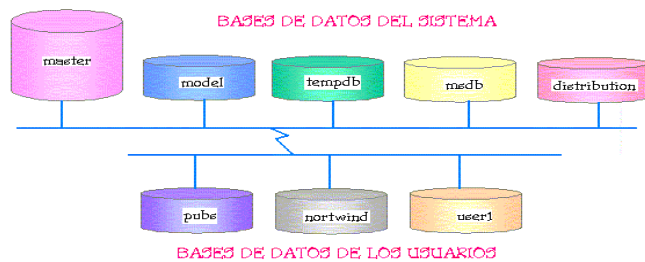 BASES DE DATOS DEL SISTEMA
master
model
tempdb
msdb
distribution
pubs
nortwind
user1
BASES DE DATOS DE LOS USUARIOS